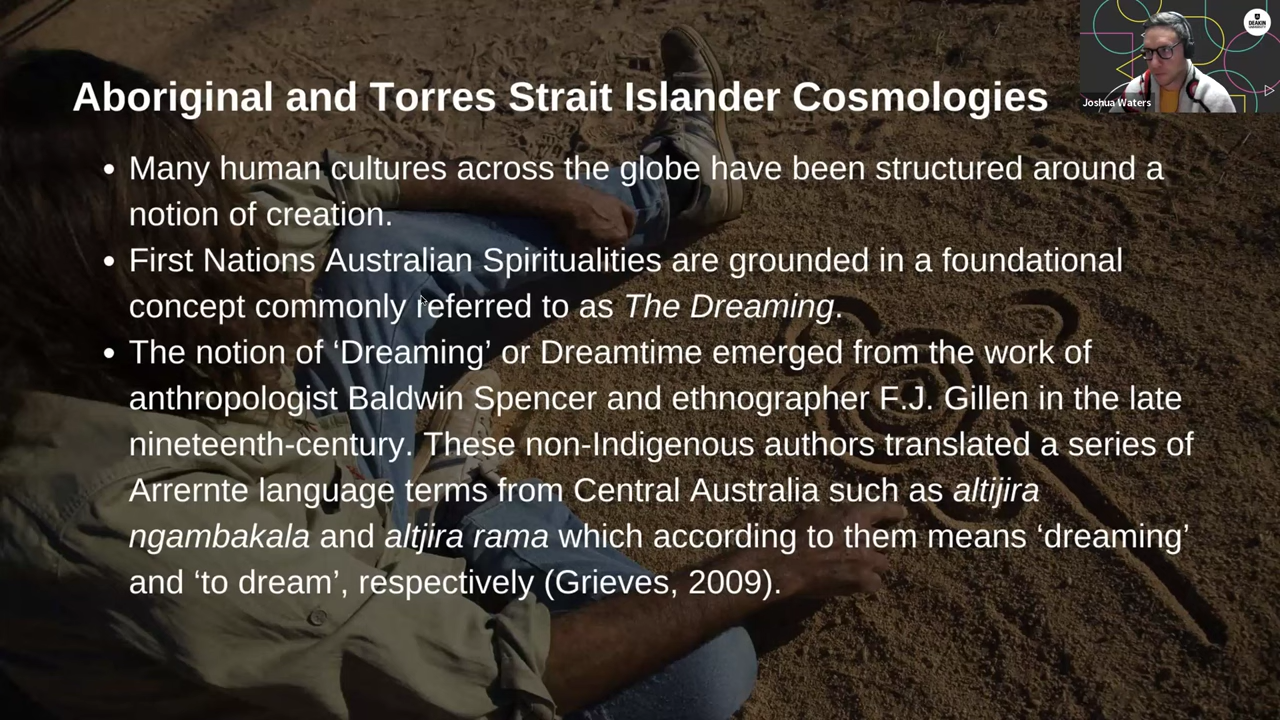 Aboriginal and Torres Strait Islander Cosmologies
• Many human cultures across the globe have been structured around a
notion of creation.
• First Nations Australian Spiritualities are grounded in a foundational
concept commonly referred to as The Dreaming.
• The notion of ‘Dreaming’ or Dreamtime emerged from the work of
anthropologist Baldwin Spencer and ethnographer F.J. Gillen in the late
nineteenth-century. These non-Indigenous authors translated a series of
Arrernte language terms from Central Australia such as altijira
ngambakala and altjira rama which according to them means ‘dreaming’
and ‘to dream’, respectively (Grieves, 2009).
DEAKIN
UNIVERSITY
Joshua Waters